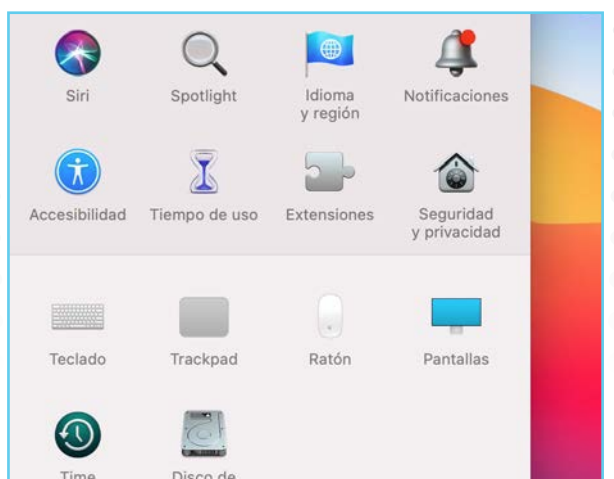 Siri
Spotlight
Idioma
y región
Notificaciones
Accesibilidad
Tiempo de uso
Extensiones
Seguridad
y privacidad
Teclado
Trackpad
Ratón
Pantallas
Time
Disco de